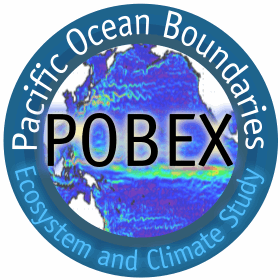 Pacific Ocean Boundaries
POBEX
Ecosystem and Climate Study